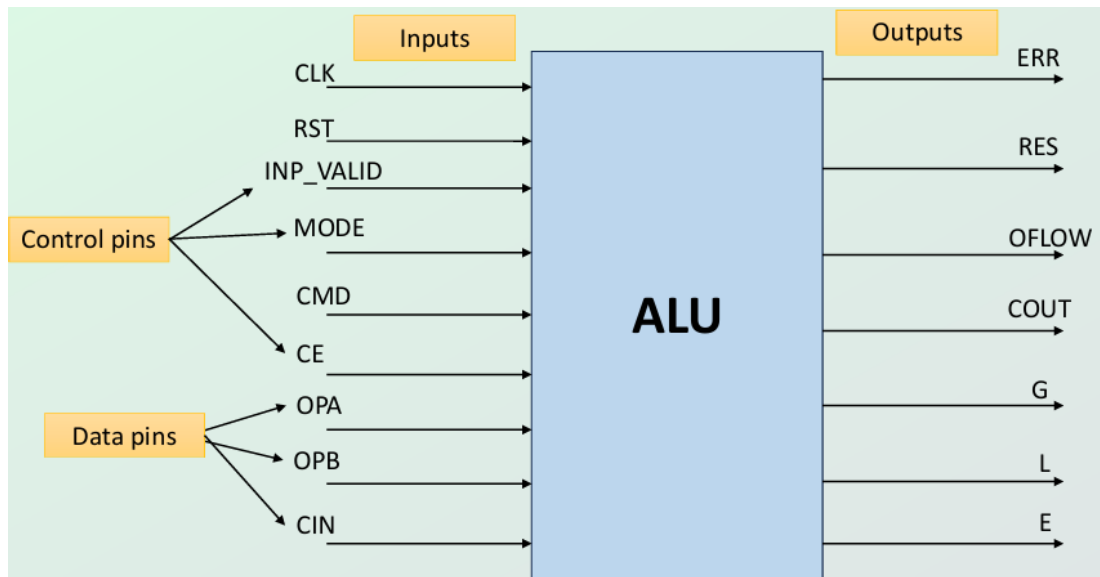 Inputs
Outputs
CLK
ERR
RST
RES
INP_VALID
Control pins
MODE
OFLOW
CMD
COUT
ALU
CE
OPA
G
Data pins
OPB
L
CIN
E